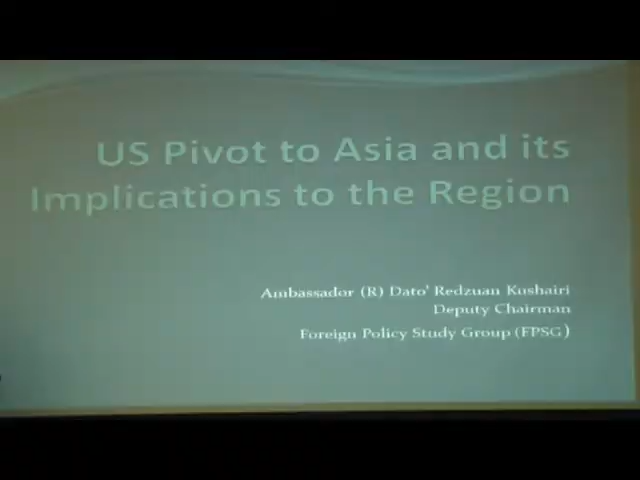 US Pivot to Asia and its
Implications to the Region
Ambassador (R) Dato' Redzuan Kushairi
Deputy Chairman
Foreign Policy Study Group (FPSG)